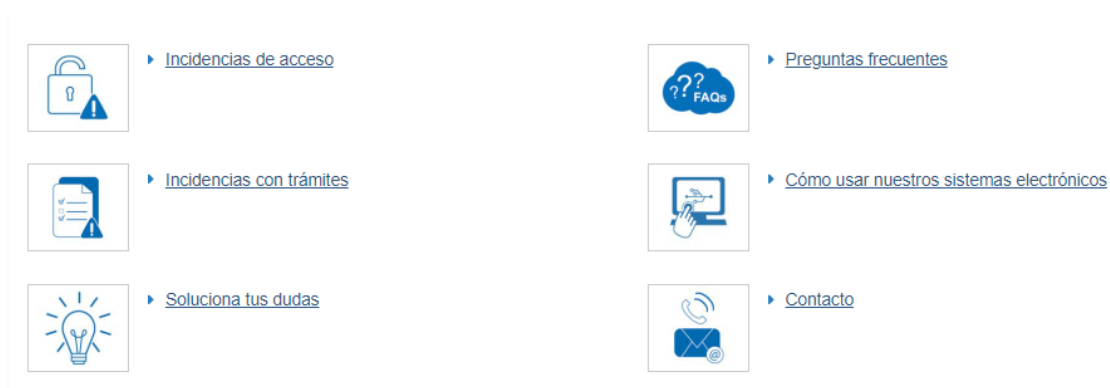 Incidencias de acceso
???
FAQs
Preguntas frecuentes
Incidencias con trámites
Cómo usar nuestros sistemas electrónicos
Soluciona tus dudas
@
Contacto